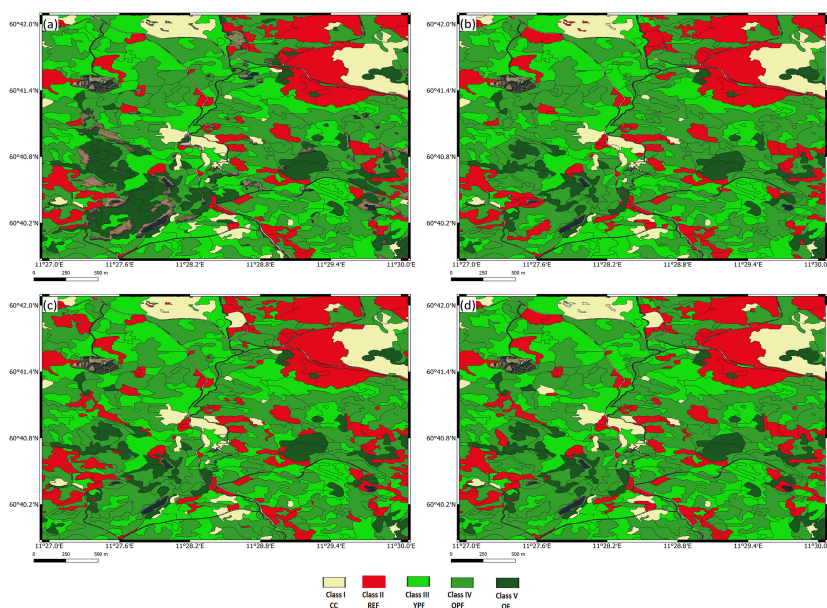 (a)
60°42.0'N
60°41.4'N
60°40.8'N
60°40.2'N
11°27.0'E 11°27.6'E 11°28.2'E 11°28.8'E 11°29.4'E 11°30.0'E
0 250 500 m
(b)
60°42.0'N
60°41.4'N
60°40.8'N
60°40.2'N
11°27.0'E 11°27.6'E 11°28.2'E 11°28.8'E 11°29.4'E 11°30.0'E
0 250 500 m
(c)
60°42.0'N
60°41.4'N
60°40.8'N
60°40.2'N
11°27.0'E 11°27.6'E 11°28.2'E 11°28.8'E 11°29.4'E 11°30.0'E
0 250 500 m
(d)
60°42.0'N
60°41.4'N
60°40.8'N
60°40.2'N
11°27.0'E 11°27.6'E 11°28.2'E 11°28.8'E 11°29.4'E 11°30.0'E
0 250 500 m
Class I Class II Class III Class IV Class V
CC REF YPF OPF OF